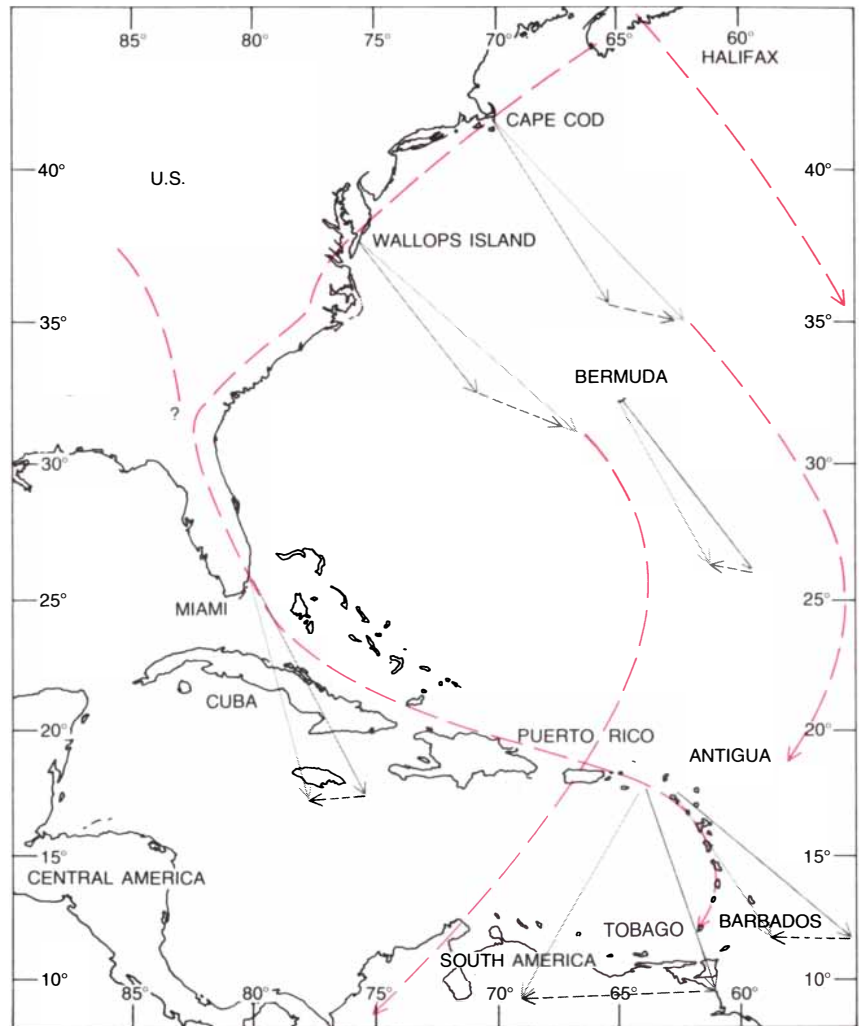 85° 80° 75° 70° 65° 60°
HALIFAX
CAPE COD
40° U.S. 40°
WALLOPS ISLAND
35° 35°
BERMUDA
?
30° 30°
25° MIAMI 25°
CUBA
20° PUERTO RICO 20°
ANTIGUA
15° 15°
CENTRAL AMERICA
TOBAGO BARBADOS
SOUTH AMERICA
10° 10°
85° 80° 75° 70° 65° 60°